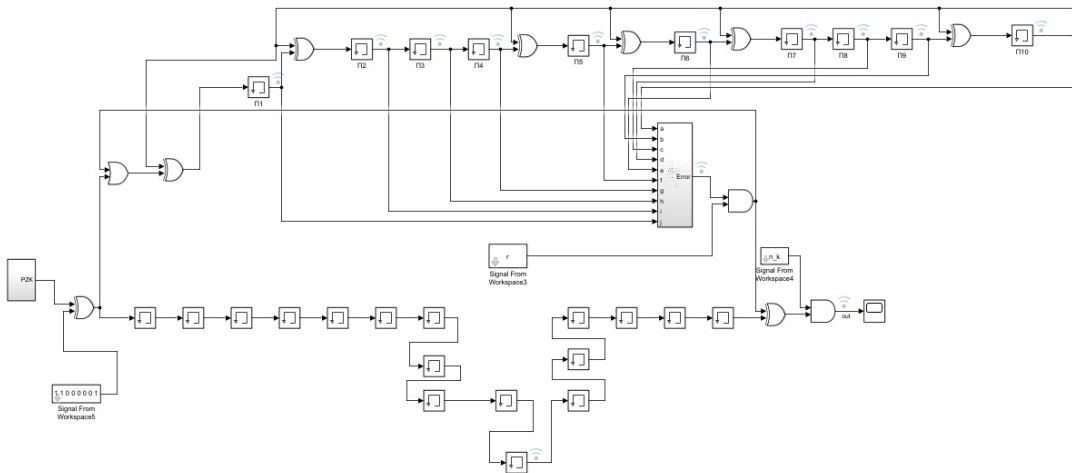 П2
П3
П4
П5
П6
П7
П8
П9
П10
П1
a
b
c
d
e
f
g
h
i
j
Error
r
Signal From
Workspace3
n_k
Signal From
Workspace4
PZK
out
1 1 0 0 0 0 0 1
Signal From
Workspace5